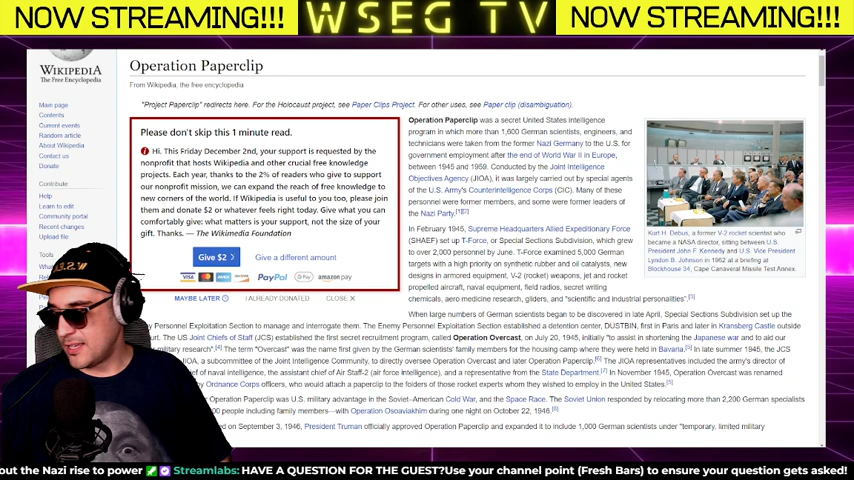 NOW STREAMING!!!
WSEG TV
NOW STREAMING!!!
WIKIPEDIA
The Free Encyclopedia
Main page
Contents
Current events
Random article
About Wikipedia
Contact us
Donate
Contribute
Help
Learn to edit
Community portal
Recent changes
Upload file
Tools
Operation Paperclip
From Wikipedia, the free encyclopedia
"Project Paperclip" redirects here. For the Holocaust project, see Paper Clips Project. For other uses, see Paper clip (disambiguation).
Please don't skip this 1 minute read.
Hi. This Friday December 2nd, your support is requested by the
nonprofit that hosts Wikipedia and other crucial free knowledge
projects. Each year, thanks to the 2% of readers who give to support
our nonprofit mission, we can expand the reach of free knowledge to
new corners of the world. If Wikipedia is useful to you too, please join
them and donate $2 or whatever feels right today. Give what you can
comfortably give: what matters is your support, not the size of your
gift. Thanks. — The Wikimedia Foundation
Give $2 >
Give a different amount
VISA
PayPal
G Pay
amazon pay
MAYBE LATER
I ALREADY DONATED
CLOSE X
Operation Paperclip was a secret United States intelligence
program in which more than 1,600 German scientists, engineers, and
technicians were taken from the former Nazi Germany to the U.S. for
government employment after the end of World War II in Europe,
between 1945 and 1959. Conducted by the Joint Intelligence
Objectives Agency (JIOA), it was largely carried out by special agents
of the U.S. Army's Counterintelligence Corps (CIC). Many of these
personnel were former members, and some were former leaders of
the Nazi Party.[1][2]
In February 1945, Supreme Headquarters Allied Expeditionary Force
(SHAEF) set up T-Force, or Special Sections Subdivision, which grew
to over 2,000 personnel by June. T-Force examined 5,000 German
targets with a high priority on synthetic rubber and oil catalysts, new
designs in armored equipment, V-2 (rocket) weapons, jet and rocket
propelled aircraft, naval equipment, field radios, secret writing
chemicals, aero medicine research, gliders, and "scientific and industrial personalities".[3]
Kurt H. Debus, a former V-2 rocket scientist who
became a NASA director, sitting between U.S.
President John F. Kennedy and U.S. Vice President
Lyndon B. Johnson in 1962 at a briefing at
Blockhouse 34, Cape Canaveral Missile Test Annex.
When large numbers of German scientists began to be discovered in late April, Special Sections Subdivision set up the
Enemy Personnel Exploitation Section to manage and interrogate them. The Enemy Personnel Exploitation Section established a detention center, DUSTBIN, first in Paris and later in Kransberg Castle outside
The US Joint Chiefs of Staff (JCS) established the first secret recruitment program, called Operation Overcast, on July 20, 1945, initially "to assist in shortening the Japanese war and to aid our
military research".[4] The term "Overcast" was the name first given by the German scientists' family members for the housing camp where they were held in Bavaria.[5] In late summer 1945, the JCS
JIOA, a subcommittee of the Joint Intelligence Community, to directly oversee Operation Overcast and later Operation Paperclip.[6] The JIOA representatives included the army's director of
of naval intelligence, the assistant chief of Air Staff-2 (air force intelligence), and a representative from the State Department.[7] In November 1945, Operation Overcast was renamed
by Ordnance Corps officers, who would attach a paperclip to the folders of those rocket experts whom they wished to employ in the United States.[5]
Operation Paperclip was U.S. military advantage in the Soviet–American Cold War, and the Space Race. The Soviet Union responded by relocating more than 2,200 German specialists
people including family members—with Operation Osoaviakhim during one night on October 22, 1946.[8]
on September 3, 1946, President Truman officially approved Operation Paperclip and expanded it to include 1,000 German scientists under "temporary, limited military
out the Nazi rise to power Streamlabs: HAVE A QUESTION FOR THE GUEST?Use your channel point (Fresh Bars) to ensure your question gets asked!